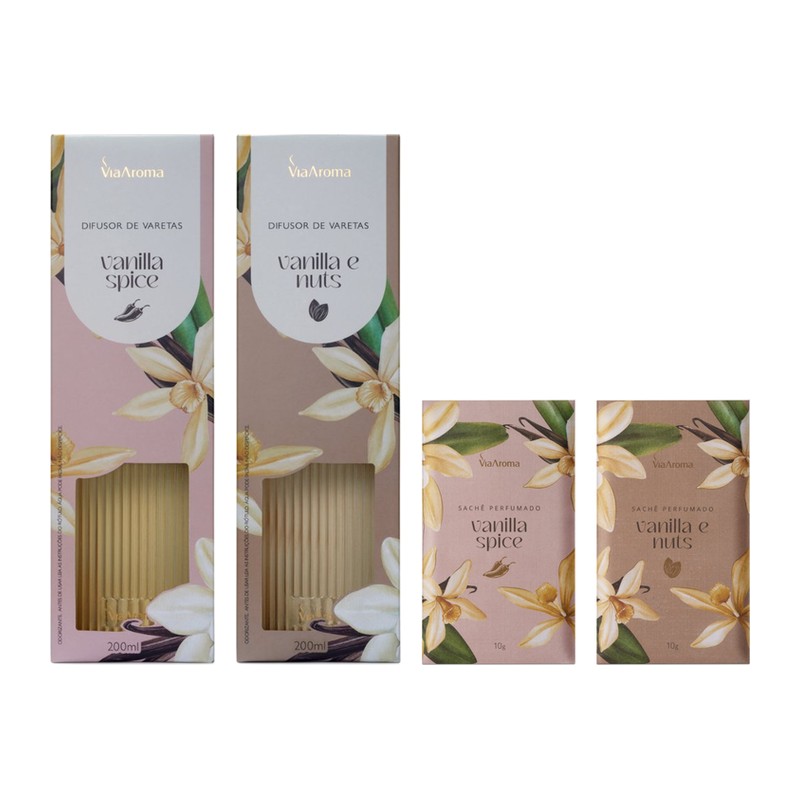 ViaAroma
DIFUSOR DE VARETAS
vanilla
spice
200ml
ViaAroma
DIFUSOR DE VARETAS
vanilla e
nuts
200ml
ViaAroma
SACHÊ PERFUMADO
vanilla
spice
10g
ViaAroma
SACHÊ PERFUMADO
vanilla e
nuts
10g